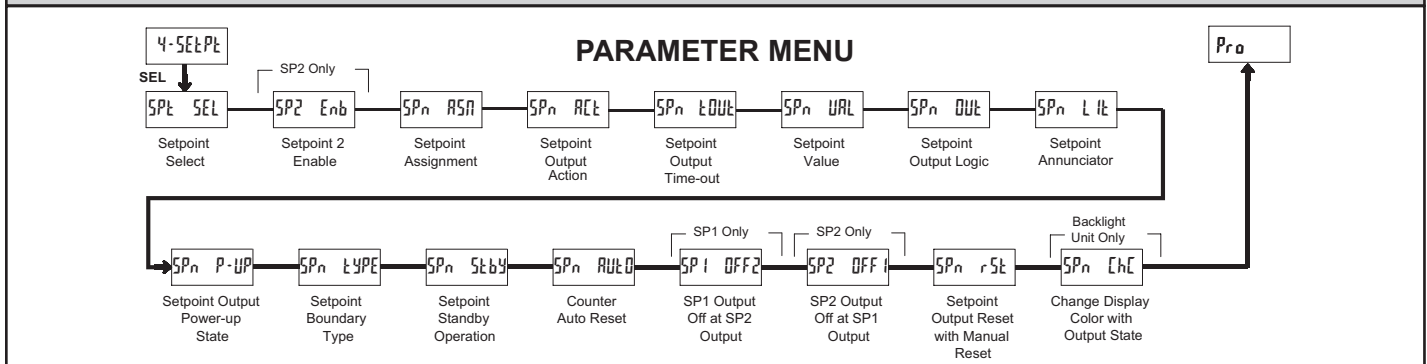 4-SEtPt
PARAMETER MENU
Pro
SEL
SP2 Only
SPt SEL
SP2 Enb
SPn ASN
SPn ACt
SPn tOUt
SPn VAL
SPn OUt
SPn LIt
Setpoint
Select
Setpoint 2
Enable
Setpoint
Assignment
Setpoint
Output
Action
Setpoint
Output
Time-out
Setpoint
Value
Setpoint
Output Logic
Setpoint
Annunciator
SP1 Only
SP2 Only
Backlight
Unit Only
SPn P-UP
SPn tYPE
SPn Stby
SPn AUtO
SP1 OFF2
SP2 OFF1
SPn rSt
SPn ChC
Setpoint Output
Power-up
State
Setpoint
Boundary
Type
Setpoint
Standby
Operation
Counter
Auto Reset
SP1 Output
Off at SP2
Output
SP2 Output
Off at SP1
Output
Setpoint
Output Reset
with Manual
Reset
Change Display
Color with
Output State